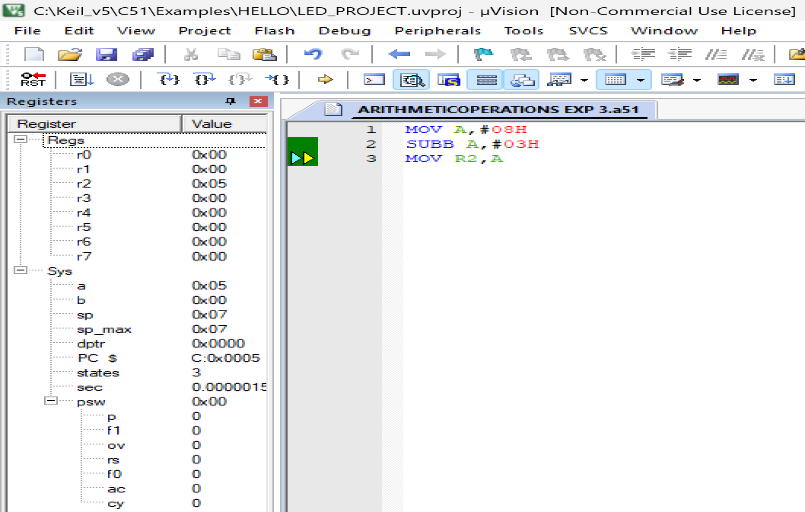 C:\Keil_v5\C51\Examples\HELLO\LED_PROJECT.uvproj - µVision [Non-Commercial Use License]
File Edit View Project Flash Debug Peripherals Tools SVCS Window Help
RST
Registers
Register Value
Regs
r0 0x00
r1 0x00
r2 0x05
r3 0x00
r4 0x00
r5 0x00
r6 0x00
r7 0x00
Sys
a 0x05
b 0x00
sp 0x07
sp_max 0x07
dptr 0x0000
PC $ C:0x0005
states 3
sec 0.0000015
psw 0x00
p 0
f1 0
ov 0
rs 0
f0 0
ac 0
cy 0
ARITHMETICOPERATIONS EXP 3.a51
1 MOV A,#08H
2 SUBB A,#03H
3 MOV R2,A